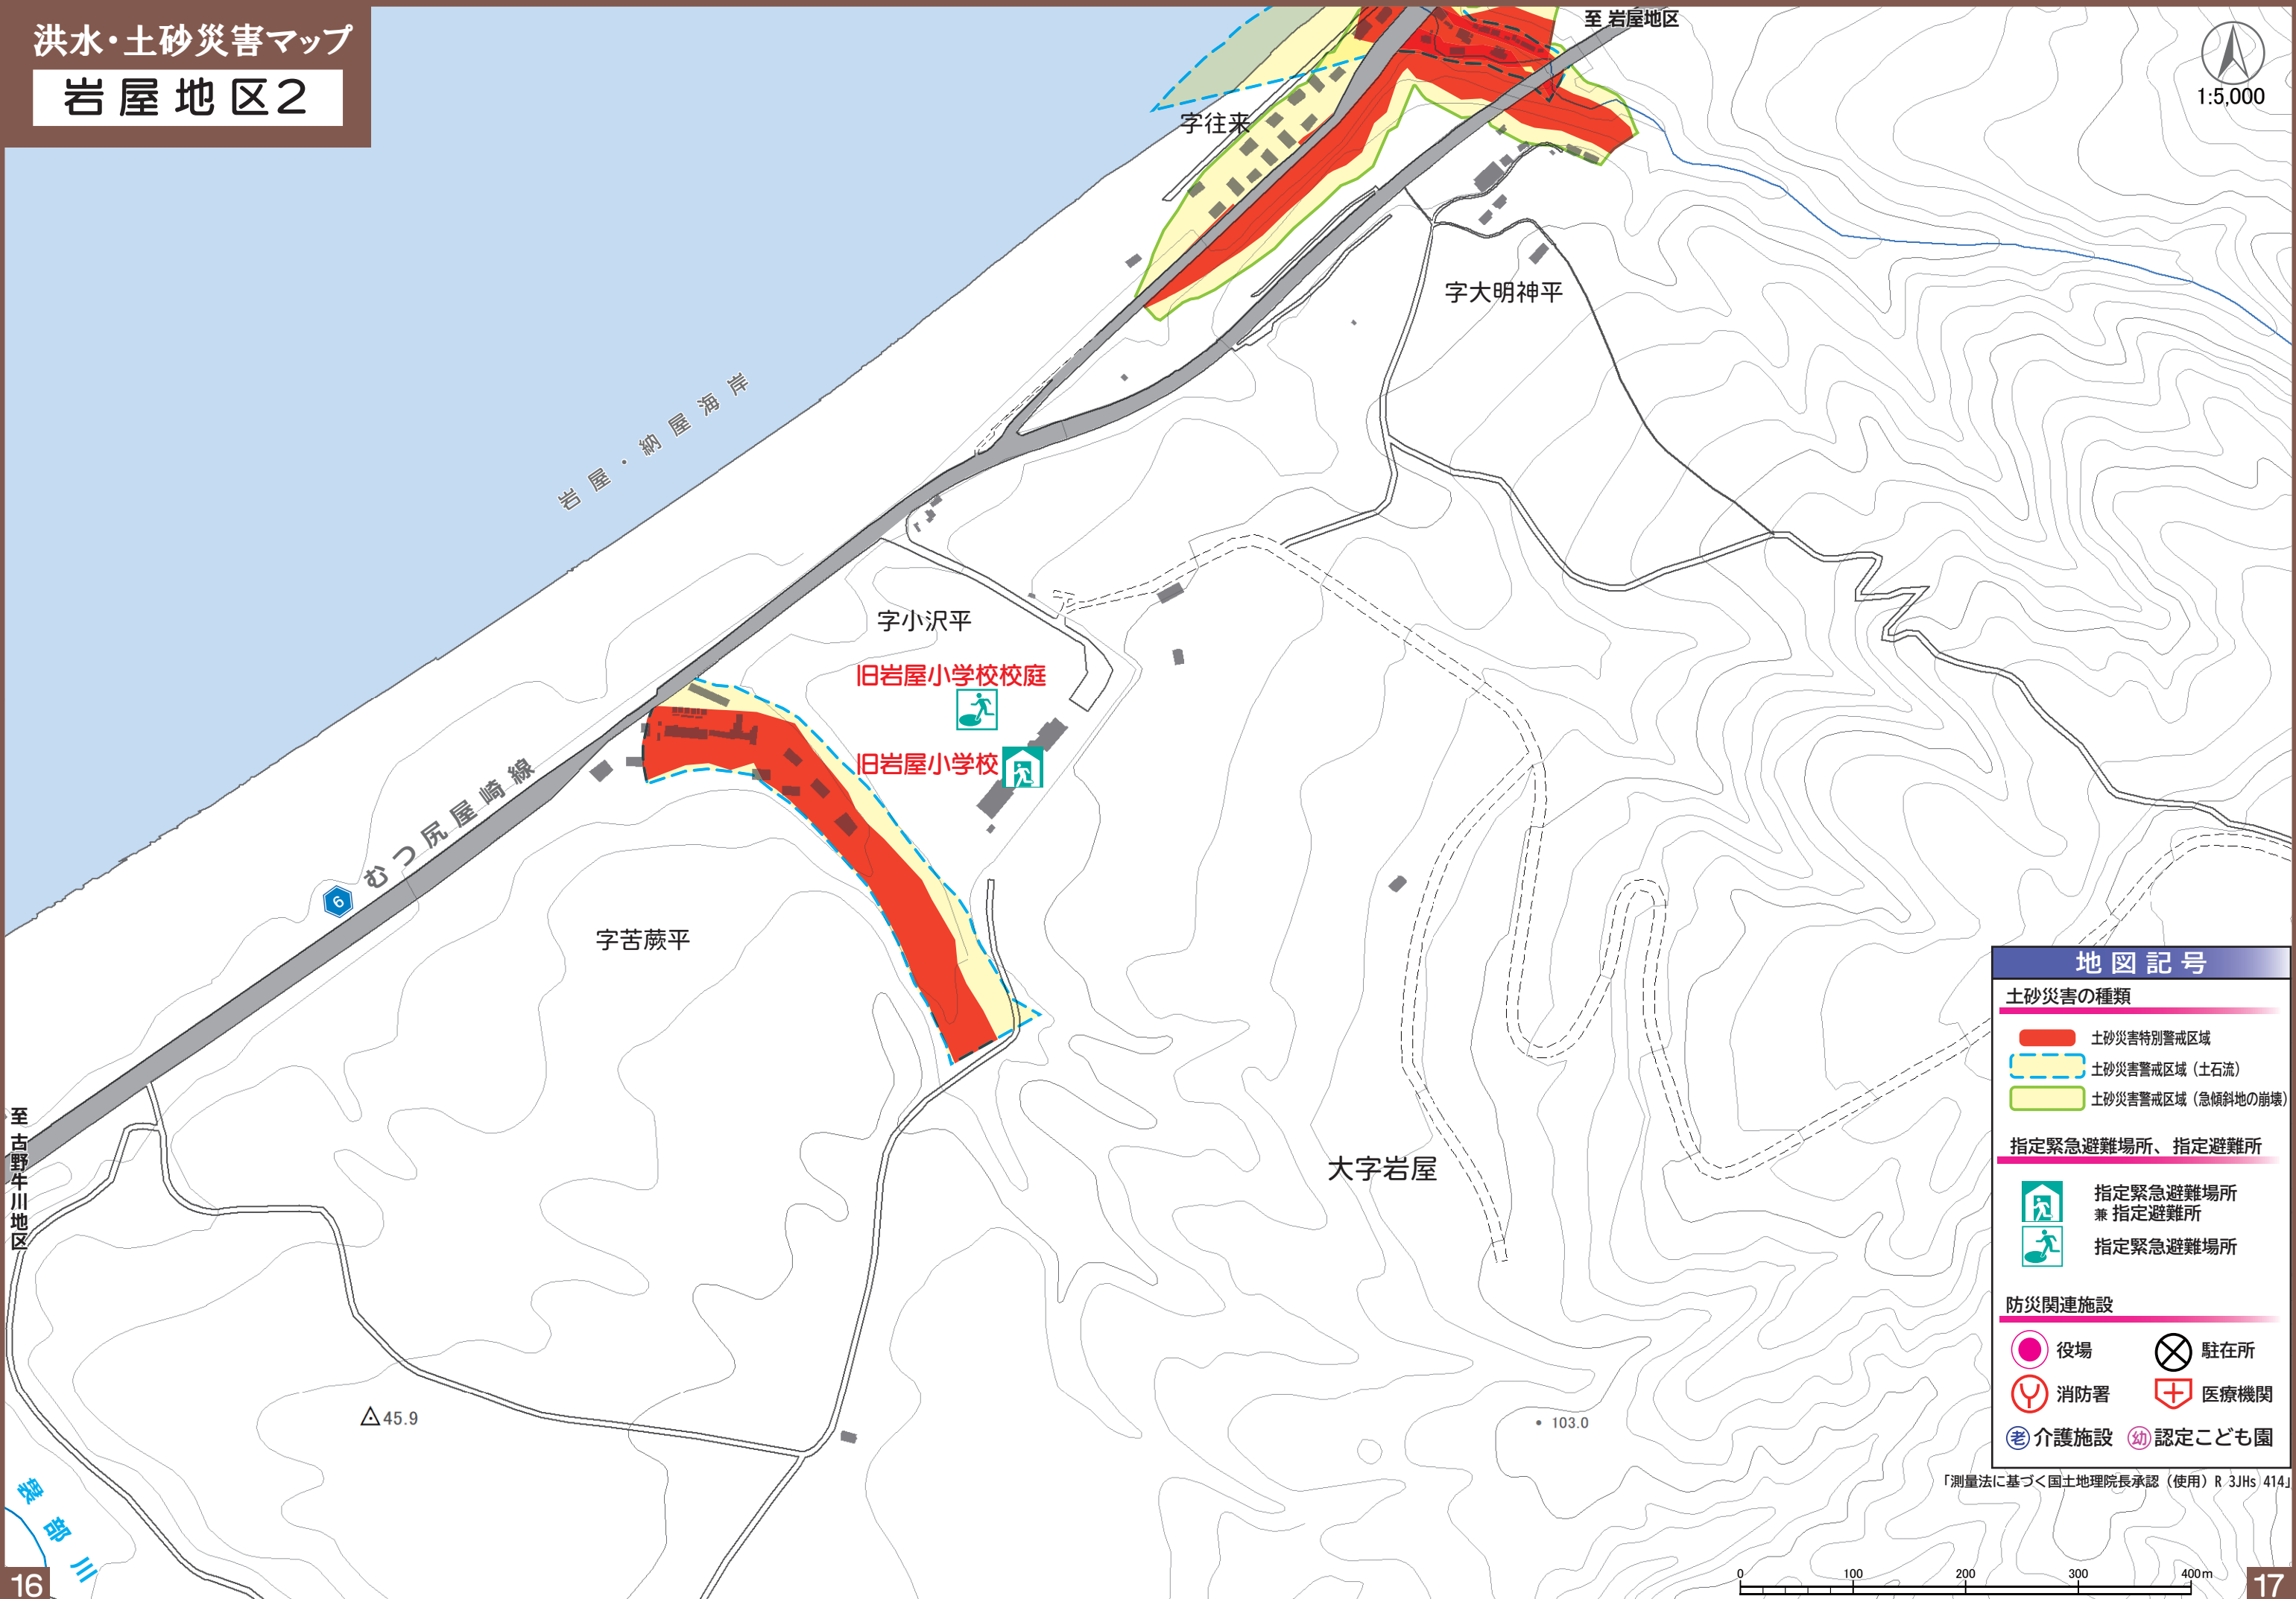 洪水・土砂災害マップ
岩屋地区2
至 岩屋地区
1:5,000
字往来
字大明神平
岩屋・納屋海岸
字小沢平
旧岩屋小学校校庭
旧岩屋小学校
むつ尻屋崎線
6
字苦蕨平
大字岩屋
至 古野牛川地区
45.9
103.0
袰部川
地図記号
土砂災害の種類
土砂災害特別警戒区域
土砂災害警戒区域（土石流）
土砂災害警戒区域（急傾斜地の崩壊）
指定緊急避難場所、指定避難所
指定緊急避難場所
兼 指定避難所
指定緊急避難場所
防災関連施設
役場
駐在所
消防署
医療機関
老 介護施設
幼 認定こども園
「測量法に基づく国土地理院長承認（使用）R 3JHs 414」
0 100 200 300 400m
16
17